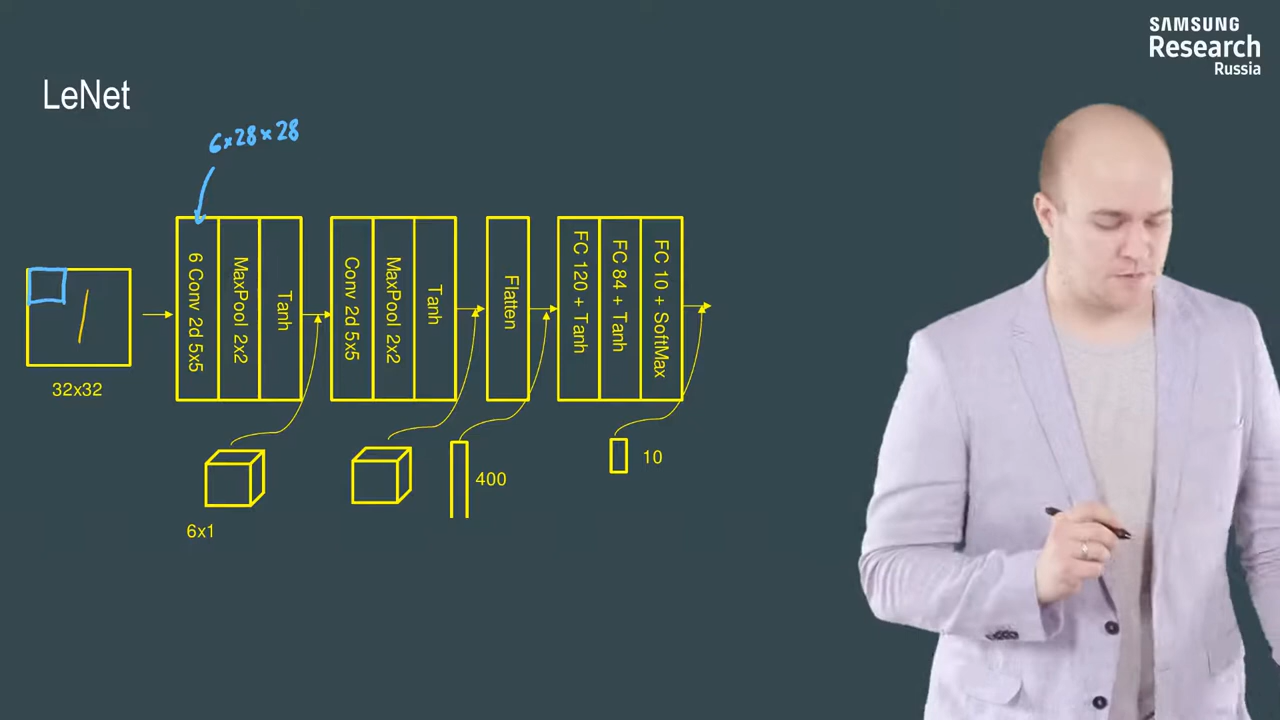 SAMSUNG
Research
Russia
LeNet
6×28×28
6 Conv 2d 5x5
MaxPool 2x2
Tanh
Conv 2d 5x5
MaxPool 2x2
Tanh
Flatten
FC 120 + Tanh
FC 84 + Tanh
FC 10 + SoftMax
32x32
6x1
400
10